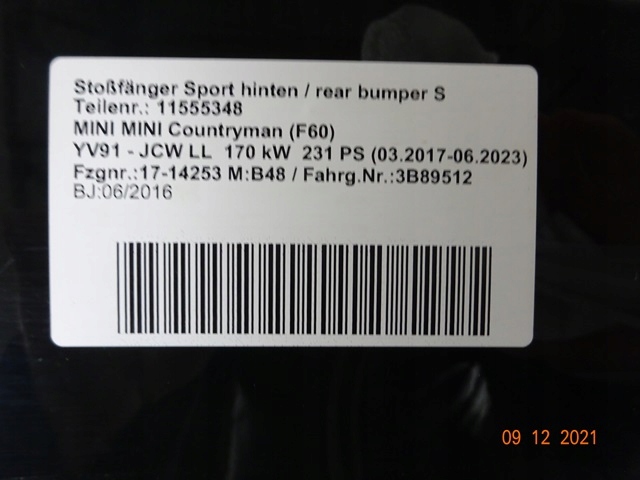 Stoßfänger Sport hinten / rear bumper S
Teilenr.: 11555348
MINI MINI Countryman (F60)
YV91 - JCW LL 170 kW 231 PS (03.2017-06.2023)
Fzgnr.:17-14253 M:B48 / Fahrg.Nr.:3B89512
BJ:06/2016
09 12 2021